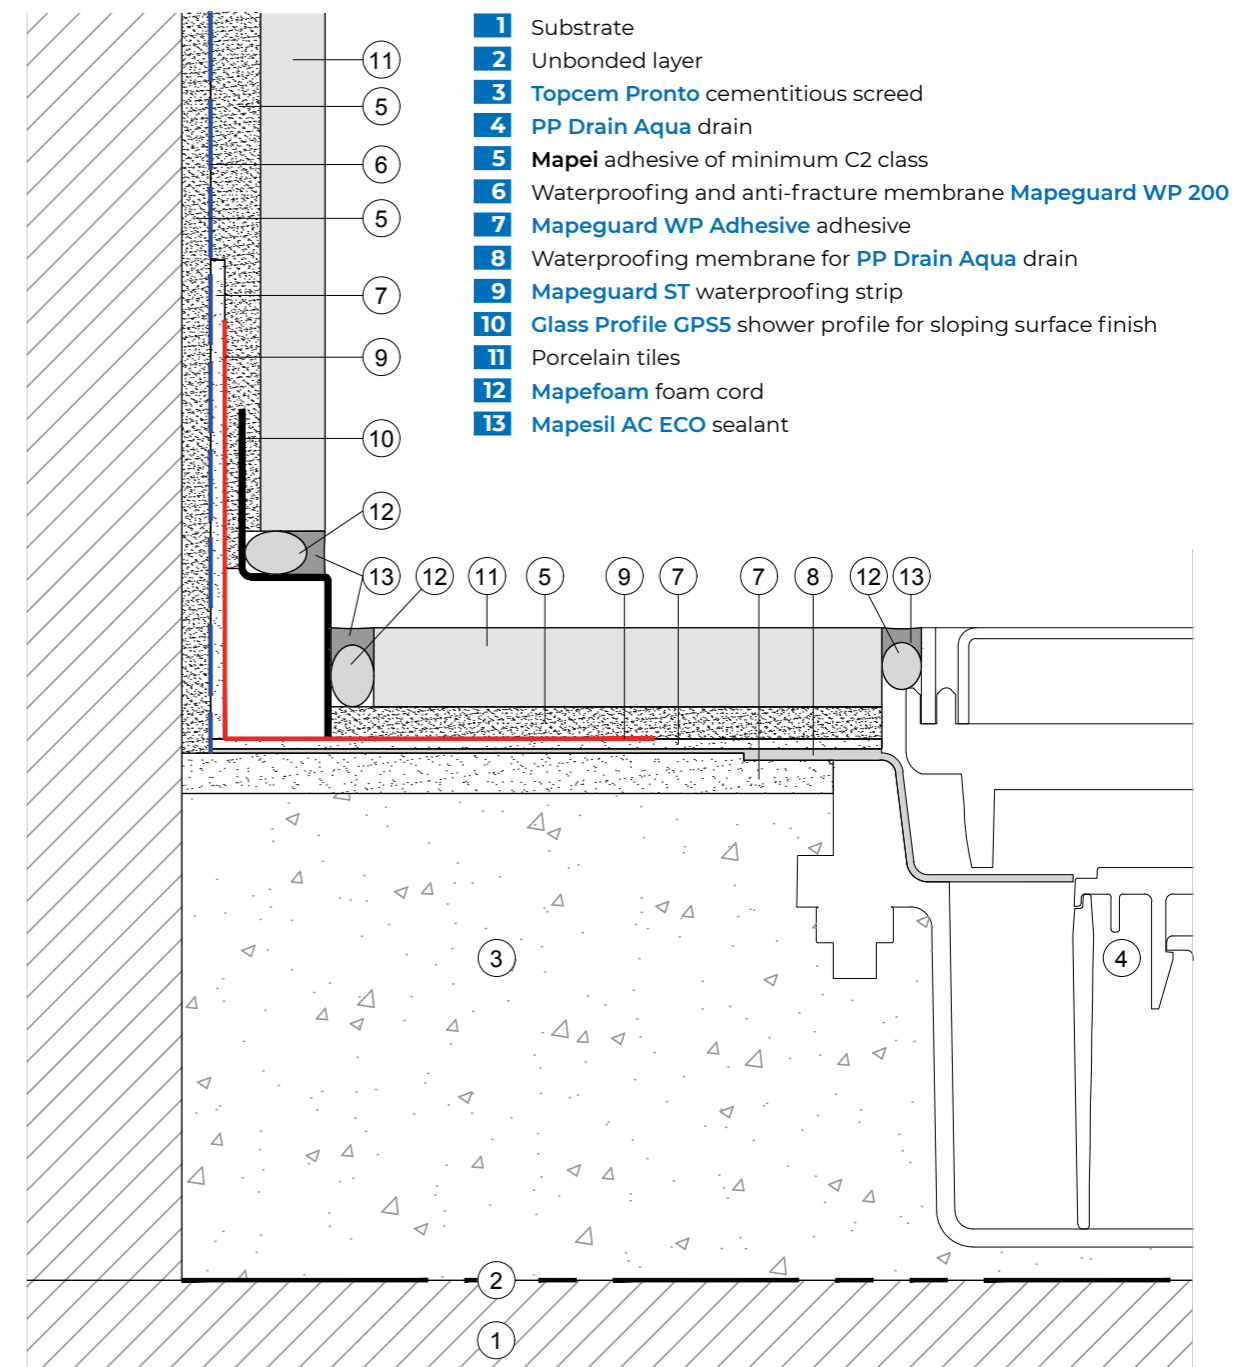 1 Substrate
2 Unbonded layer
3 Topcem Pronto cementitious screed
4 PP Drain Aqua drain
5 Mapei adhesive of minimum C2 class
6 Waterproofing and anti-fracture membrane Mapeguard WP 200
7 Mapeguard WP Adhesive adhesive
8 Waterproofing membrane for PP Drain Aqua drain
9 Mapeguard ST waterproofing strip
10 Glass Profile GPS5 shower profile for sloping surface finish
11 Porcelain tiles
12 Mapefoam foam cord
13 Mapesil AC ECO sealant
11
5
6
5
7
9
10
12
13 12 11 5 9 7 7 8 12 13
3
4
2
1